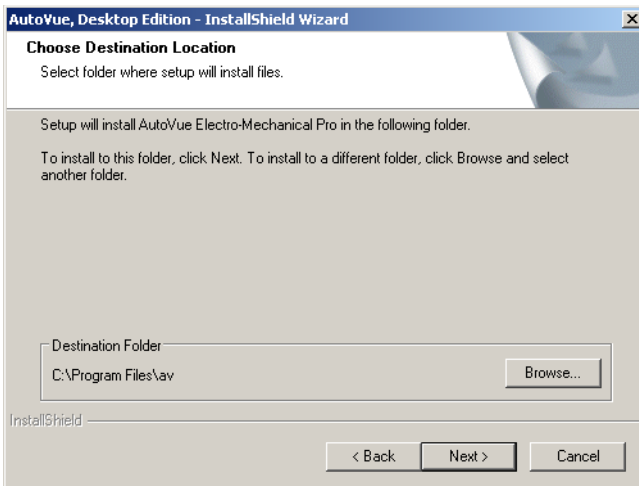 AutoVue, Desktop Edition - InstallShield Wizard
Choose Destination Location
Select folder where setup will install files.
Setup will install AutoVue Electro-Mechanical Pro in the following folder.
To install to this folder, click Next. To install to a different folder, click Browse and select
another folder.
Destination Folder
C:\Program Files\av
Browse...
InstallShield
< Back
Next >
Cancel